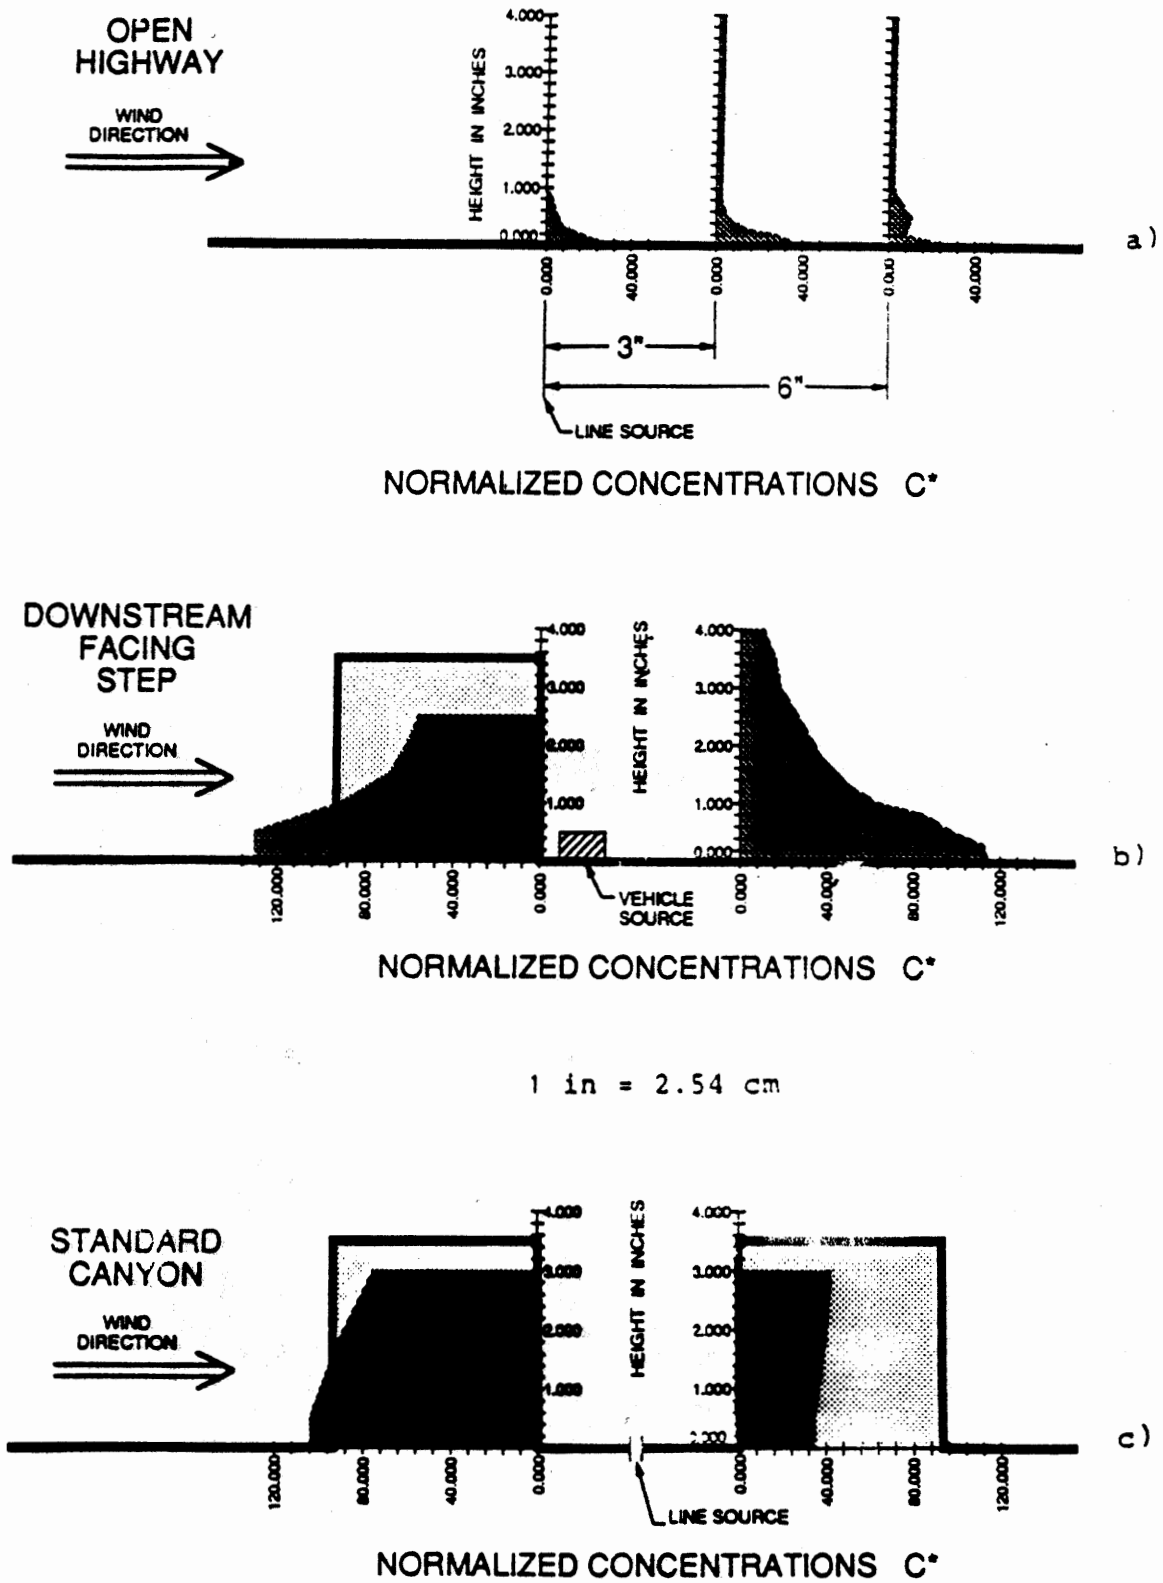 OPEN
HIGHWAY
WIND
DIRECTION
HEIGHT IN INCHES
4.000
3.000
2.000
1.000
0.000
0.000
40.000
0.000
40.000
0.000
40.000
a)
3"
6"
LINE SOURCE
NORMALIZED CONCENTRATIONS C*
DOWNSTREAM
FACING
STEP
WIND
DIRECTION
4.000
3.000
2.000
1.000
HEIGHT IN INCHES
4.000
3.000
2.000
1.000
0.000
120.000
80.000
40.000
0.000
0.000
40.000
80.000
120.000
b)
VEHICLE
SOURCE
NORMALIZED CONCENTRATIONS C*
1 in = 2.54 cm
STANDARD
CANYON
WIND
DIRECTION
4.000
3.000
2.000
1.000
HEIGHT IN INCHES
4.000
3.000
2.000
1.000
0.000
120.000
80.000
40.000
0.000
0.000
40.000
80.000
120.000
c)
LINE SOURCE
NORMALIZED CONCENTRATIONS C*